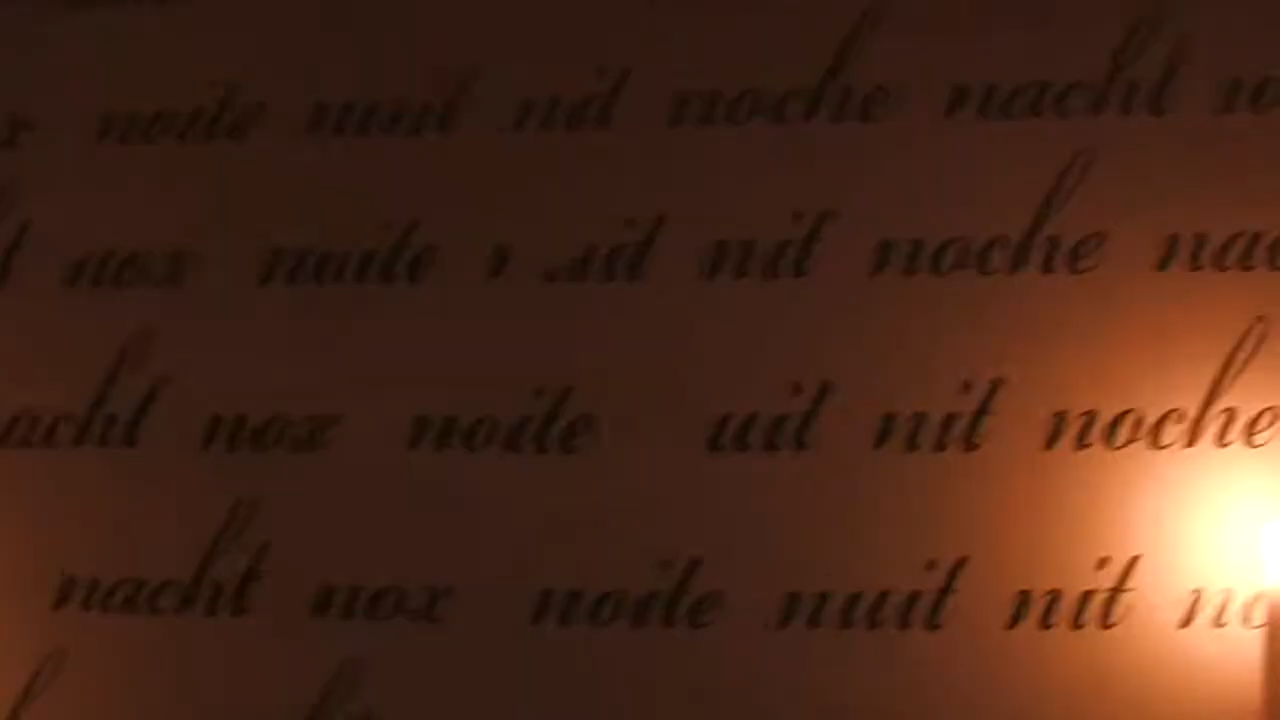 noite nuit nit noche nacht
nox noite nit noche
nacht nox noite nit noche
nacht nox noite nuit nit